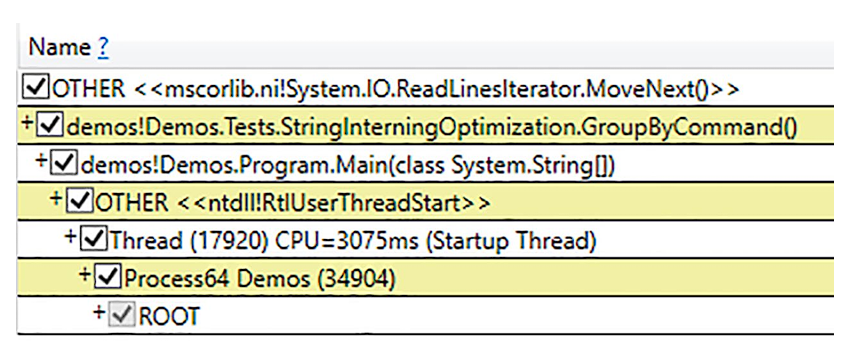 Name ?
OTHER <<mscorlib.ni!System.IO.ReadLinesIterator.MoveNext()>>
+ demos!Demos.Tests.StringInterningOptimization.GroupByCommand()
+ demos!Demos.Program.Main(class System.String[])
+ OTHER <<ntdll!RtlUserThreadStart>>
+ Thread (17920) CPU=3075ms (Startup Thread)
+ Process64 Demos (34904)
+ ROOT